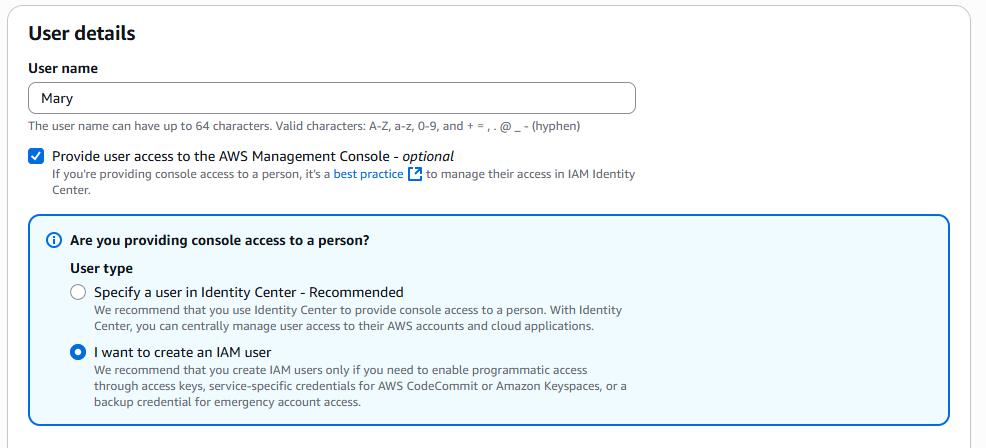 User details
User name
Mary
The user name can have up to 64 characters. Valid characters: A-Z, a-z, 0-9, and + = , . @ _ - (hyphen)
Provide user access to the AWS Management Console - optional
If you're providing console access to a person, it's a best practice to manage their access in IAM Identity
Center.
Are you providing console access to a person?
User type
Specify a user in Identity Center - Recommended
We recommend that you use Identity Center to provide console access to a person. With Identity
Center, you can centrally manage user access to their AWS accounts and cloud applications.
I want to create an IAM user
We recommend that you create IAM users only if you need to enable programmatic access
through access keys, service-specific credentials for AWS CodeCommit or Amazon Keyspaces, or a
backup credential for emergency account access.